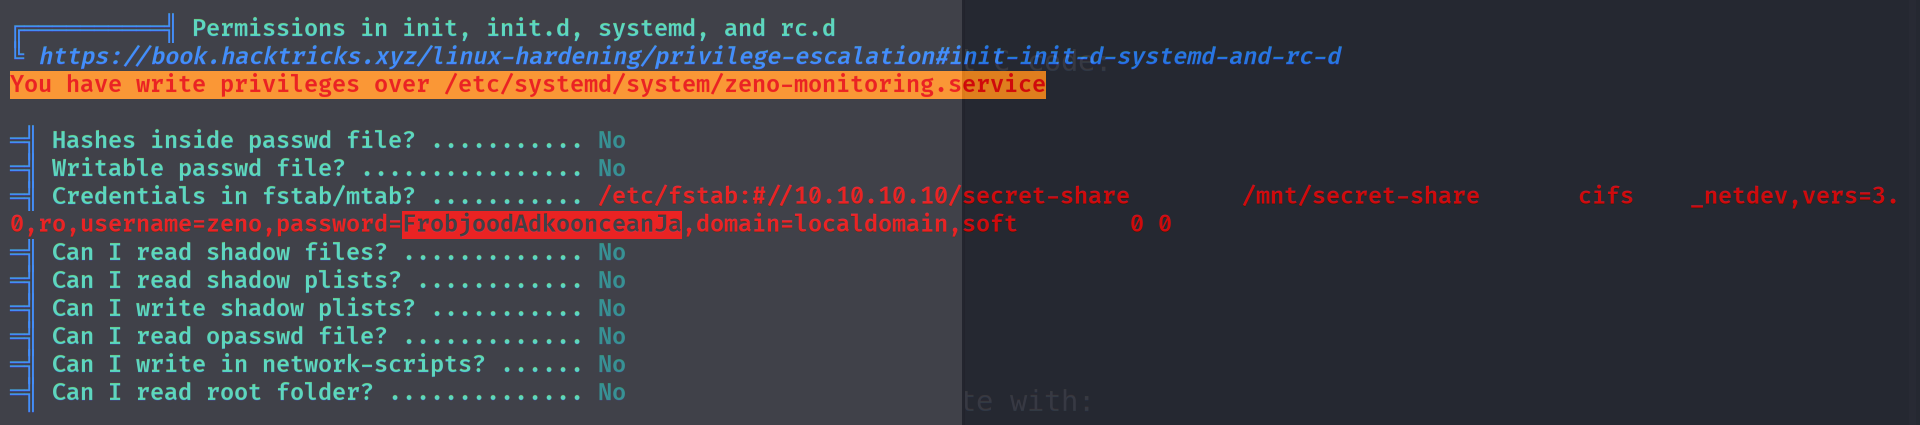 Permissions in init, init.d, systemd, and rc.d
https://book.hacktricks.xyz/linux-hardening/privilege-escalation#init-init-d-systemd-and-rc-d
t c code:
You have write privileges over /etc/systemd/system/zeno-monitoring.service
Hashes inside passwd file? ........... No
Writable passwd file? ................ No
Credentials in fstab/mtab? ........... /etc/fstab:#//10.10.10.10/secret-share /mnt/secret-share cifs _netdev,vers=3.
0,ro,username=zeno,password=FrobjoodAdkoonceanJa,domain=localdomain,soft 0 0
Can I read shadow files? ............. No
Can I read shadow plists? ............ No
Can I write shadow plists? ........... No
Can I read opasswd file? ............. No
Can I write in network-scripts? ...... No
Can I read root folder? .............. No
te with: